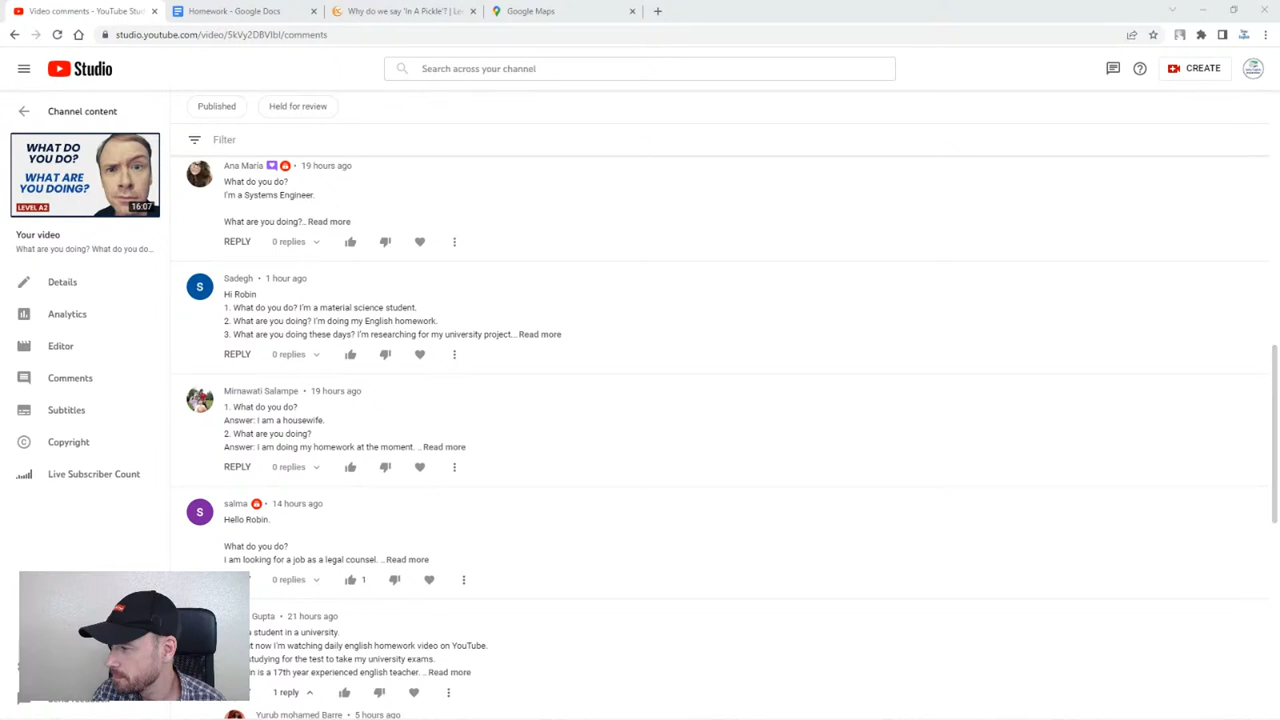 Video comments - YouTube Stud
Homework - Google Docs
Why do we say 'In A Pickle'? | Le
Google Maps
studio.youtube.com/video/5kVy2DBVIbI/comments
Studio
Search across your channel
CREATE
Channel content
Published
Held for review
Filter
WHAT DO
YOU DO?
WHAT ARE
YOU DOING?
LEVEL A2
16:07
Your video
What are you doing? What do you do...
Details
Analytics
Editor
Comments
Subtitles
Copyright
Live Subscriber Count
Ana María • 19 hours ago
What do you do?
I'm a Systems Engineer.
What are you doing?... Read more
REPLY 0 replies
S
Sadegh • 1 hour ago
Hi Robin
1. What do you do? I'm a material science student.
2. What are you doing? I'm doing my English homework.
3. What are you doing these days? I'm researching for my university project... Read more
REPLY 0 replies
Mirnawati Salampe • 19 hours ago
1. What do you do?
Answer: I am a housewife.
2. What are you doing?
Answer: I am doing my homework at the moment. ... Read more
REPLY 0 replies
S
salma • 14 hours ago
Hello Robin.
What do you do?
I am looking for a job as a legal counsel. ... Read more
0 replies 1
Gupta • 21 hours ago
a student in a university.
now I'm watching daily english homework video on YouTube.
studying for the test to take my university exams.
is a 17th year experienced english teacher. ... Read more
1 reply
Yurub mohamed Barre • 5 hours ago